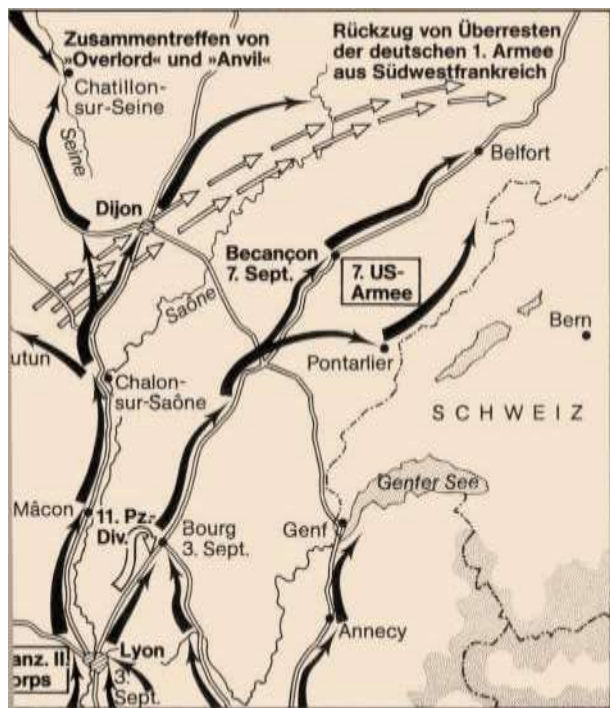 Zusammentreffen von
»Overlord« und »Anvil«
Rückzug von Überresten
der deutschen 1. Armee
aus Südwestfrankreich
Chatillon-
sur-Seine
Seine
Belfort
Dijon
Becançon
7. Sept.
7. US-
Armee
Saône
Bern
utun
Pontarlier
Chalon-
sur-Saône
SCHWEIZ
Genfer See
Mâcon
11. Pz.-
Div.
Bourg
3. Sept.
Genf
Annecy
anz. II.
orps
Lyon
3.
Sept.